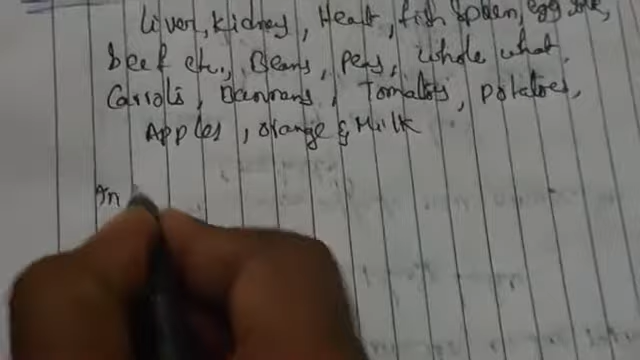 Liver, Kidney, Heart, fish Spleen, egg
beef etc., Beans, Peas, whole wheat,
Carrots, Bananas, Tomatoes, Potatoes,
Apples, Orange & Milk
In